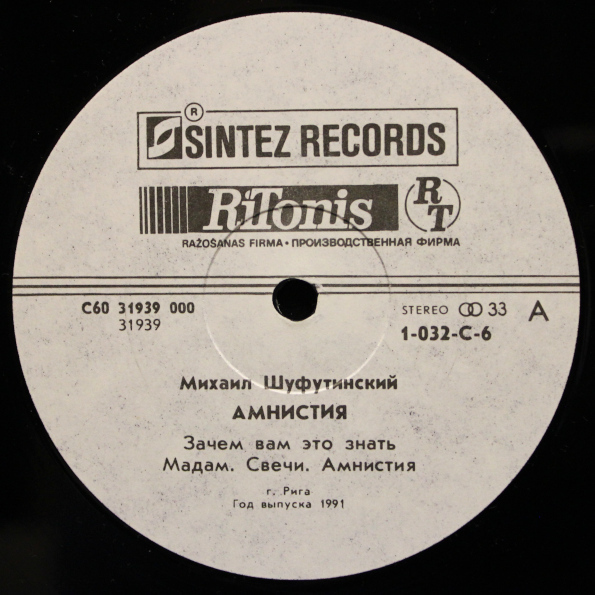 ®
SINTEZ RECORDS
RiTonis RT
RAŽOŠANAS FIRMA • ПРОИЗВОДСТВЕННАЯ ФИРМА
С60 31939 000
31939
STEREO 33 A
1-032-С-6
Михаил Шуфутинский
АМНИСТИЯ
Зачем вам это знать
Мадам. Свечи. Амнистия
г. Рига
Год выпуска 1991